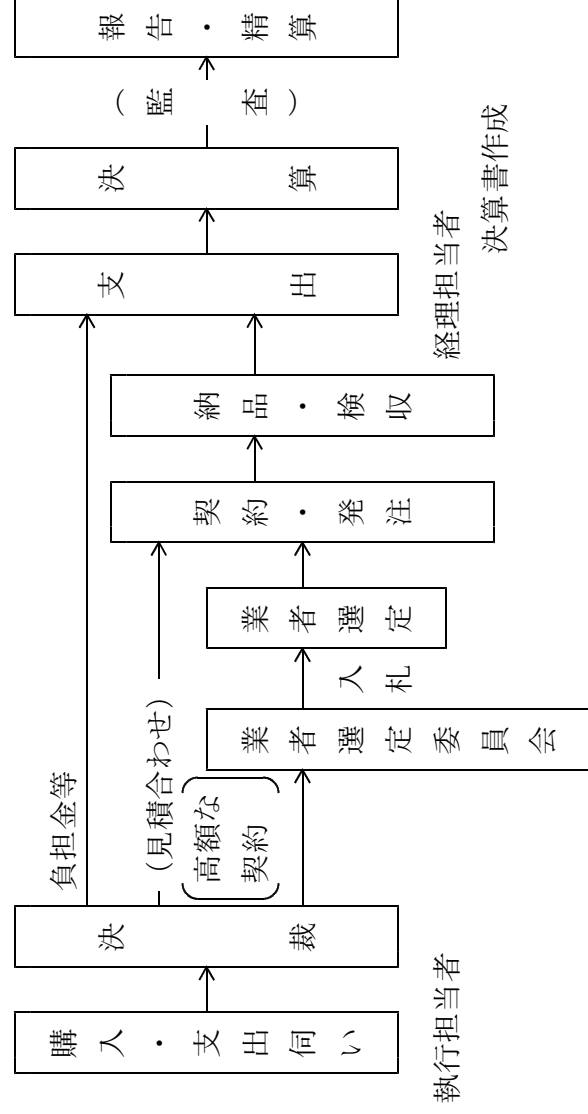 購入・支出伺い
執行担当者
決裁
負担金等
(見積合わせ)
高額な
契約
業者選定委員会
入札
業者選定
契約・発注
納品・検収
支出
経理担当者
決算
決算書作成
(監査)
報告・精算